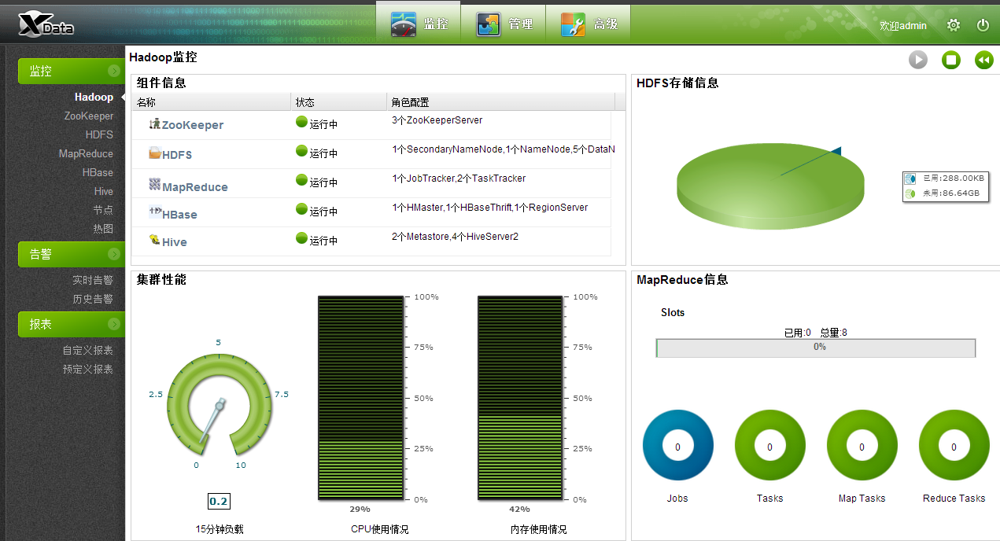 XData
监控
管理
高级
欢迎admin
监控
Hadoop
ZooKeeper
HDFS
MapReduce
HBase
Hive
节点
热图
告警
实时告警
历史告警
报表
自定义报表
预定义报表
Hadoop监控
组件信息
名称 状态 角色配置
ZooKeeper 运行中 3个ZooKeeperServer
HDFS 运行中 1个SecondaryNameNode,1个NameNode,5个DataN
MapReduce 运行中 1个JobTracker,2个TaskTracker
HBase 运行中 1个HMaster,1个HBaseThrift,1个RegionServer
Hive 运行中 2个Metastore,4个HiveServer2
HDFS存储信息
已用:288.00KB
未用:86.64GB
集群性能
5
2.5 7.5
0 10
0.2
15分钟负载
100%
75%
50%
25%
0%
29%
CPU使用情况
100%
75%
50%
25%
0%
42%
内存使用情况
MapReduce信息
Slots
已用:0 总量:8
0%
0 0 0 0
Jobs Tasks Map Tasks Reduce Tasks